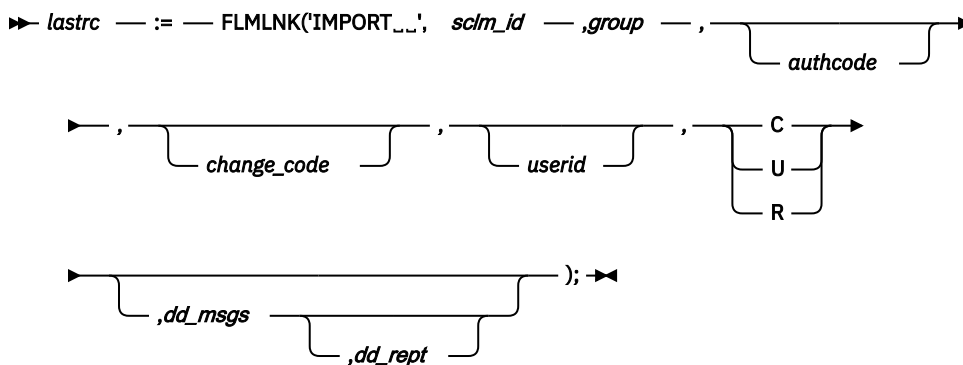 lastrc := FLMLNK('IMPORT␣␣', sclm_id ,group , authcode
, change_code , userid , C
U
R
,dd_msgs ,dd_rept );